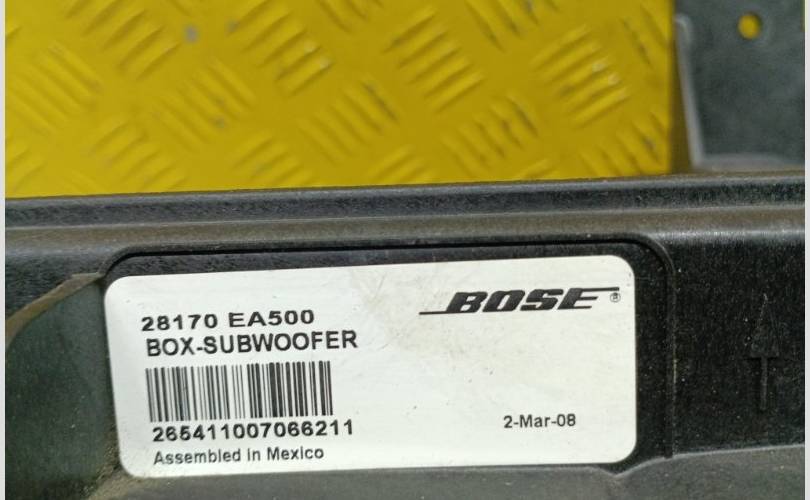 BOSE®
28170 EA500
BOX-SUBWOOFER
265411007066211
2-Mar-08
Assembled in Mexico